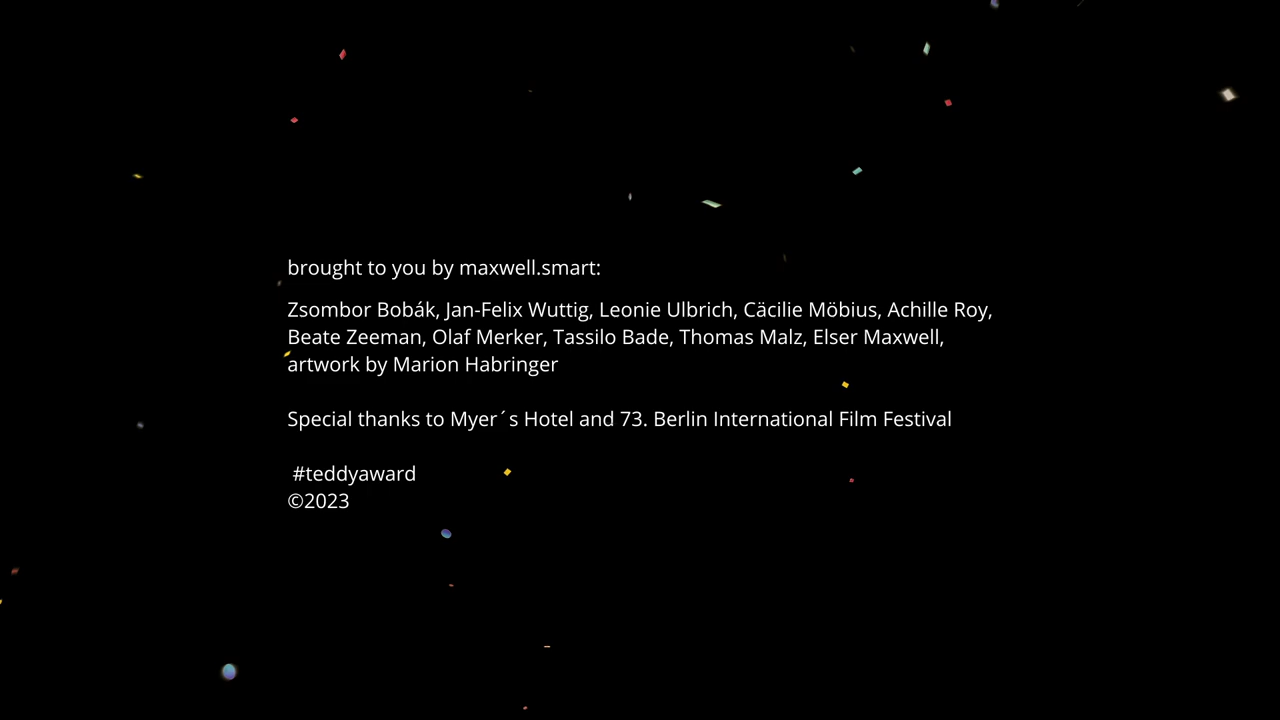 brought to you by maxwell.smart:
Zsombor Bobák, Jan-Felix Wuttig, Leonie Ulbrich, Cäcilie Möbius, Achille Roy,
Beate Zeeman, Olaf Merker, Tassilo Bade, Thomas Malz, Elser Maxwell,
artwork by Marion Habringer
Special thanks to Myer´s Hotel and 73. Berlin International Film Festival
#teddyaward
©2023